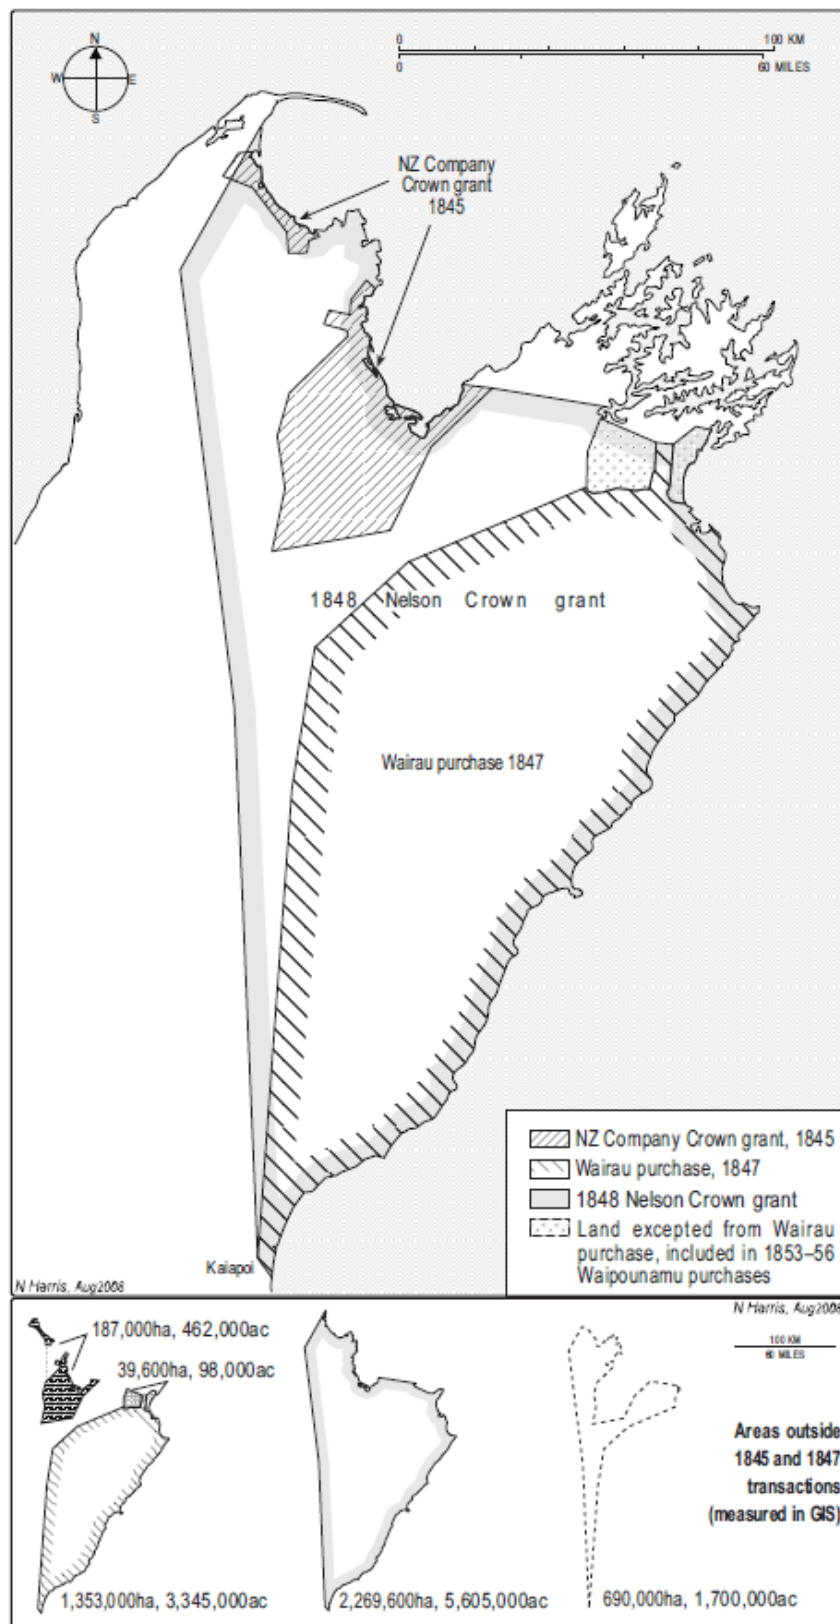 N
W E
S
0 100 KM
0 60 MILES
NZ Company
Crown grant
1845
1848 Nelson Crown grant
Wairau purchase 1847
NZ Company Crown grant, 1845
Wairau purchase, 1847
1848 Nelson Crown grant
Land excepted from Wairau
purchase, included in 1853–56
Waipounamu purchases
Kaiapoi
N Harris, Aug2008
N Harris, Aug2008
187,000ha, 462,000ac
39,600ha, 98,000ac
1,353,000ha, 3,345,000ac
2,269,600ha, 5,605,000ac
100 KM
60 MILES
Areas outside
1845 and 1847
transactions
(measured in GIS)
690,000ha, 1,700,000ac